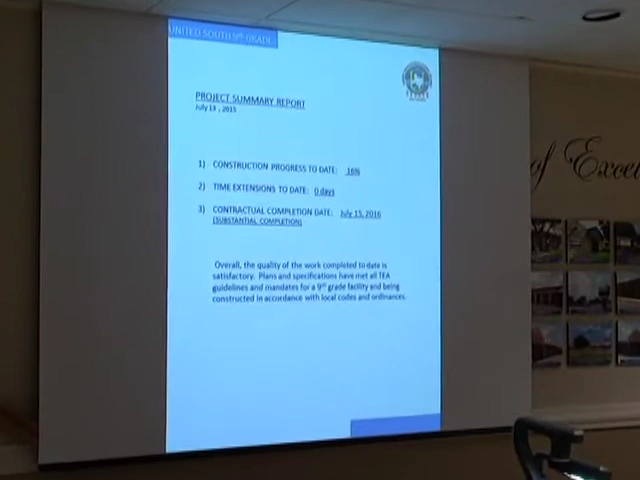 UNITED SOUTH 9th GRADE
PROJECT SUMMARY REPORT
July 13 , 2015
1) CONSTRUCTION PROGRESS TO DATE: 16%
2) TIME EXTENSIONS TO DATE: 0 days
3) CONTRACTUAL COMPLETION DATE: July 15, 2016
(SUBSTANTIAL COMPLETION)
Overall, the quality of the work completed to date is
satisfactory. Plans and specifications have met all TEA
guidelines and mandates for a 9th grade facility and being
constructed in accordance with local codes and ordinances.
of Excel